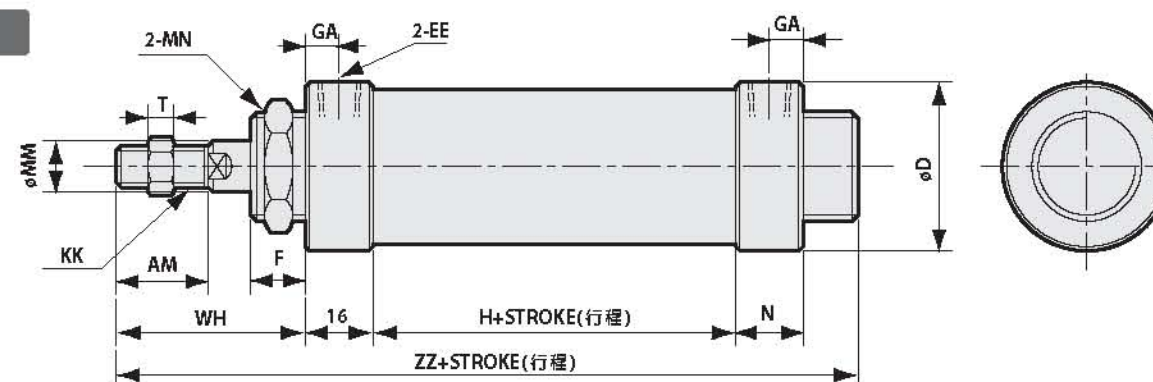 GA
2-EE
GA
2-MN
T
øMM
øD
KK
AM
F
WH
16
H+STROKE(行程)
N
ZZ+STROKE(行程)